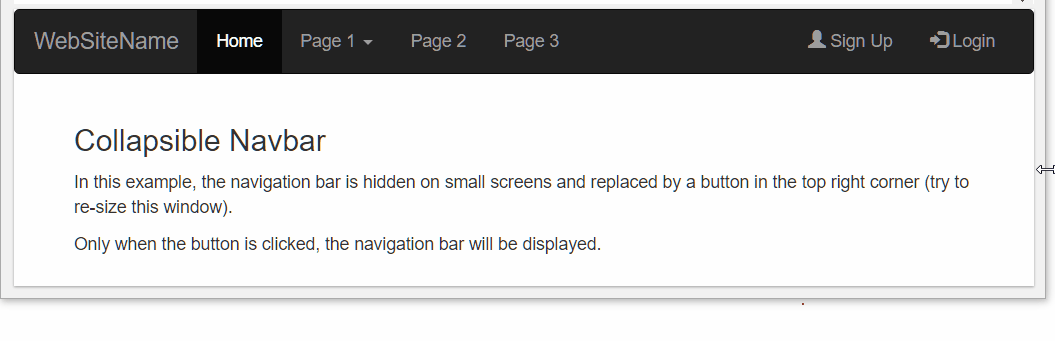 WebSiteName Home Page 1 Page 2 Page 3 Sign Up Login
Collapsible Navbar
In this example, the navigation bar is hidden on small screens and replaced by a button in the top right corner (try to
re-size this window).
Only when the button is clicked, the navigation bar will be displayed.